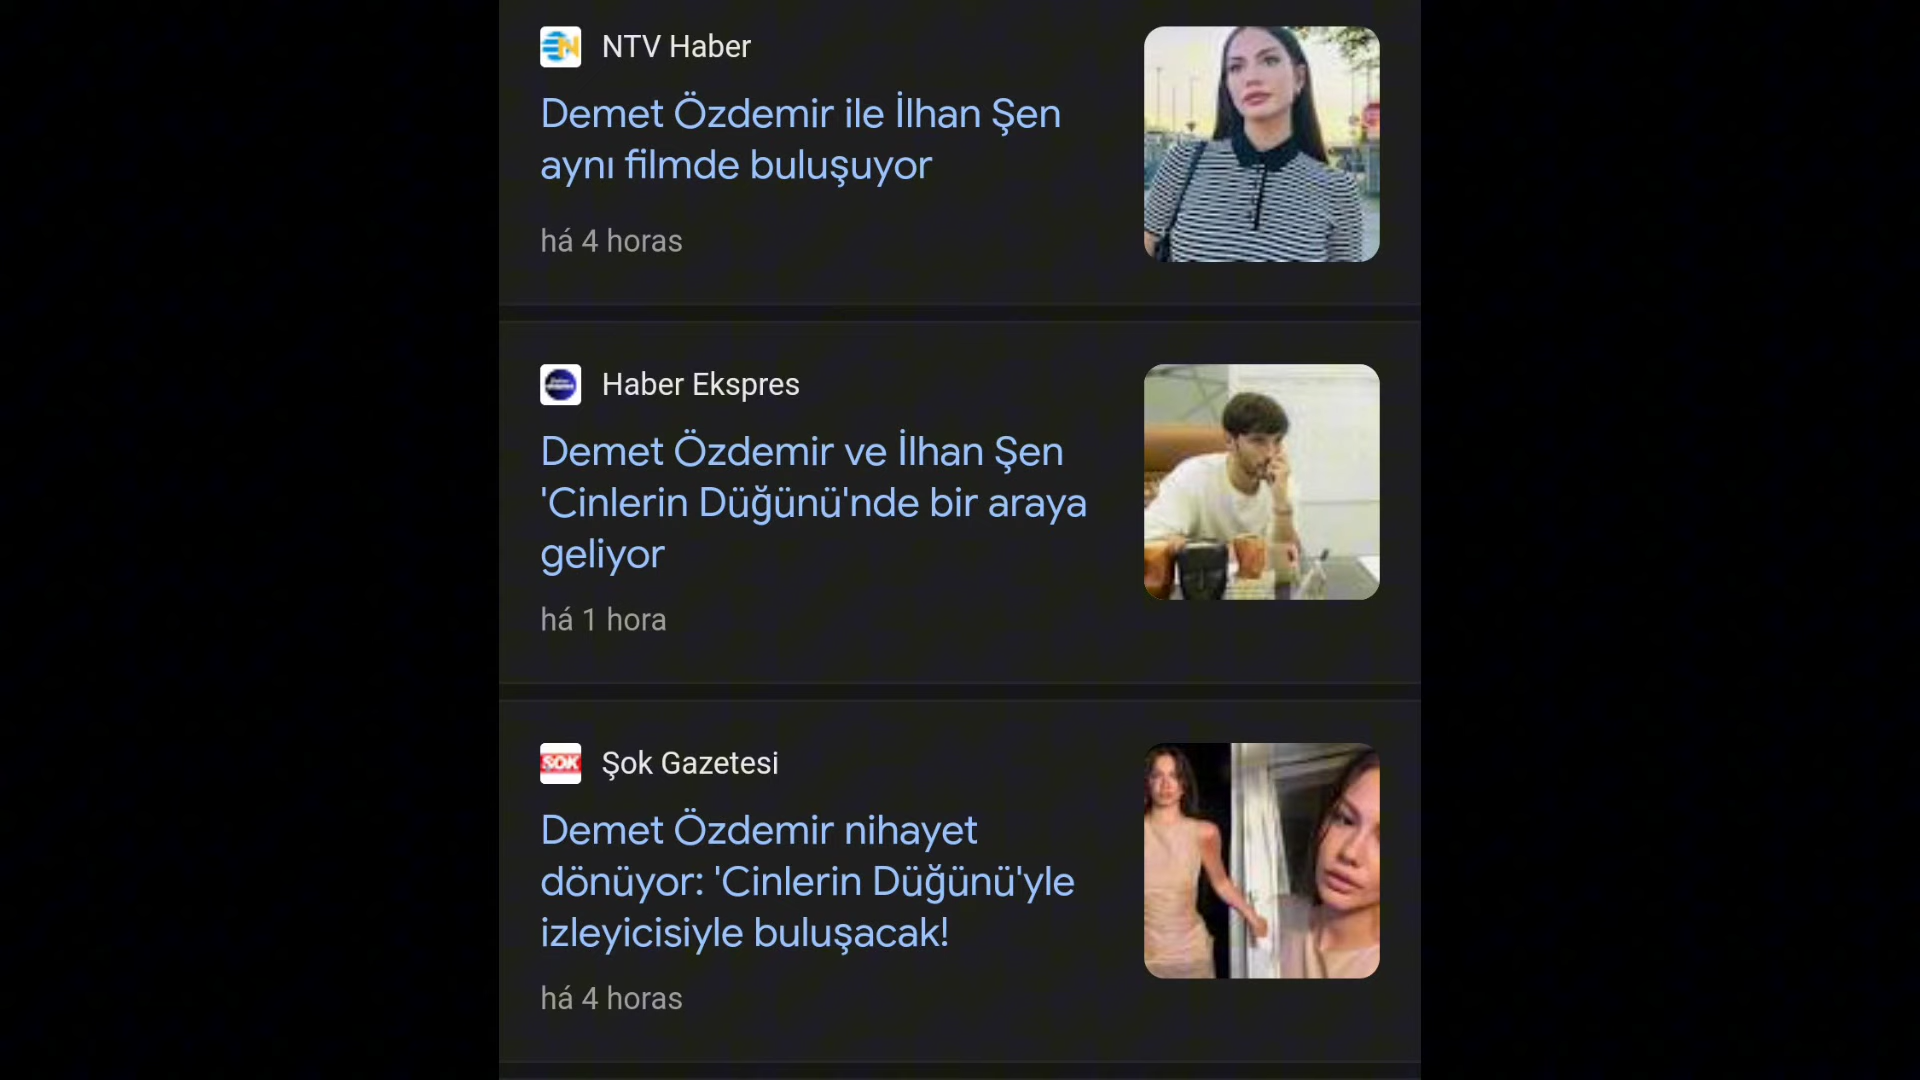 NTV Haber
Demet Özdemir ile İlhan Şen
aynı filmde buluşuyor
há 4 horas
Haber Ekspres
Demet Özdemir ve İlhan Şen
'Cinlerin Düğünü'nde bir araya
geliyor
há 1 hora
ŞOK
Şok Gazetesi
Demet Özdemir nihayet
dönüyor: 'Cinlerin Düğünü'yle
izleyicisiyle buluşacak!
há 4 horas